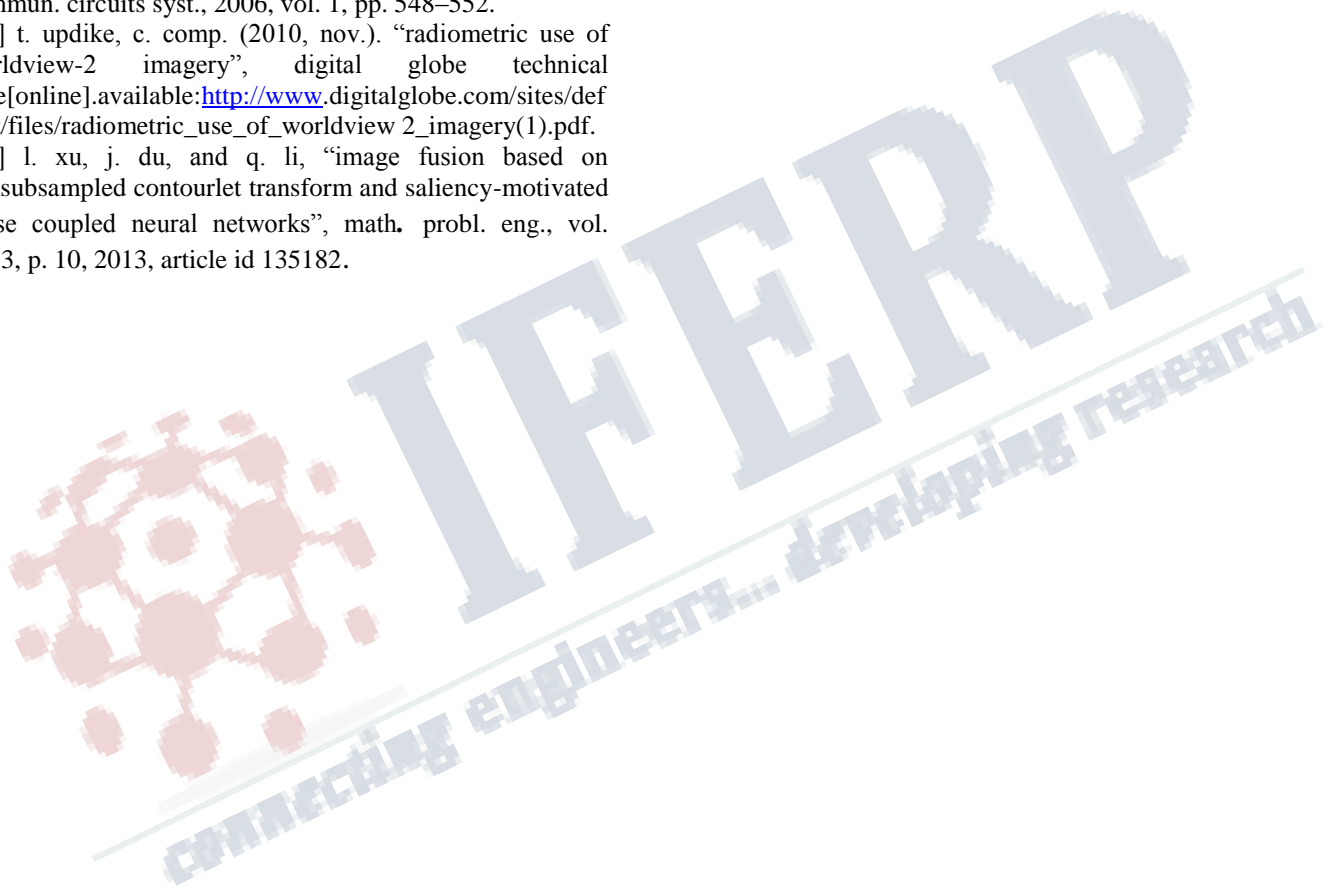 mmun. circuits syst., 2006, vol. 1, pp. 548–552.
] t. updike, c. comp. (2010, nov.). “radiometric use of
rldview-2 imagery”, digital globe technical
e[online].available:http://www.digitalglobe.com/sites/def
/files/radiometric_use_of_worldview 2_imagery(1).pdf.
] l. xu, j. du, and q. li, “image fusion based on
subsampled contourlet transform and saliency-motivated
se coupled neural networks”, math. probl. eng., vol.
3, p. 10, 2013, article id 135182.
IFERP
connecting engineers... developing research